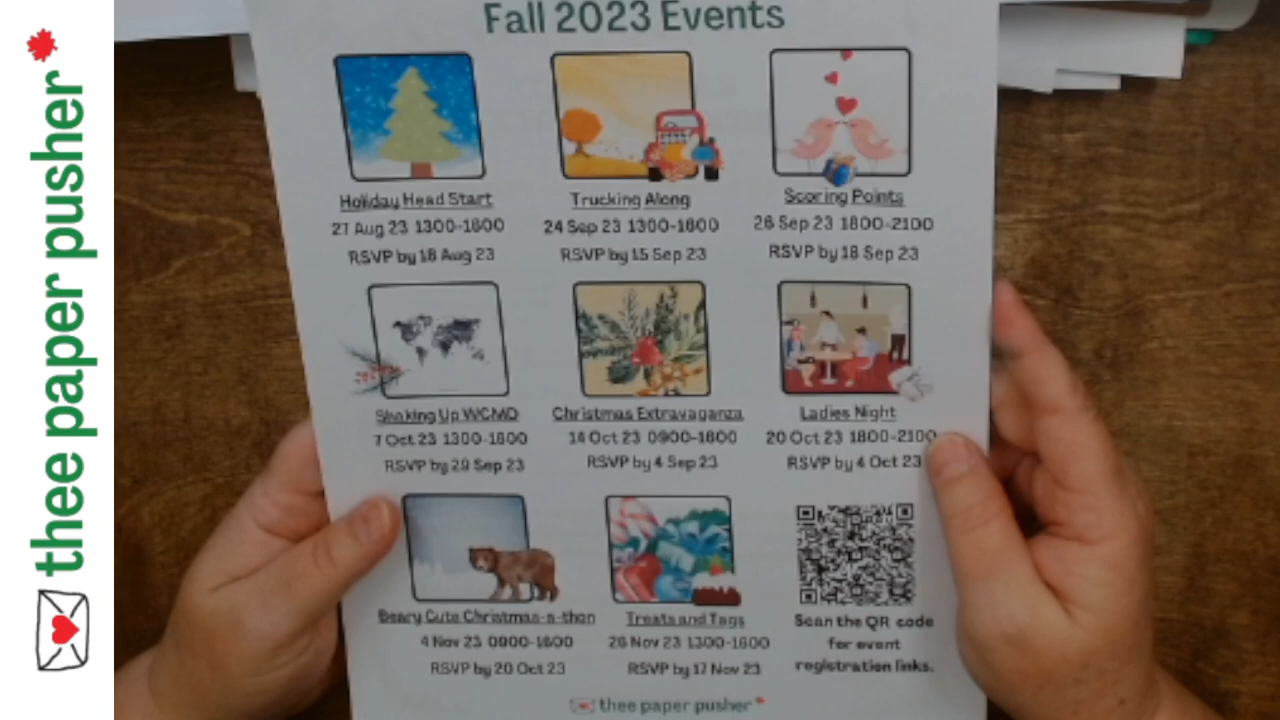 thee paper pusher
Fall 2023 Events
Holiday Head Start
27 Aug 23 1300-1600
RSVP by 18 Aug 23
Trucking Along
24 Sep 23 1300-1600
RSVP by 15 Sep 23
Scoring Points
26 Sep 23 1800-2100
RSVP by 18 Sep 23
Shaking Up WCMD
7 Oct 23 1300-1600
RSVP by 29 Sep 23
Christmas Extravaganza
14 Oct 23 0900-1600
RSVP by 4 Sep 23
Ladies Night
20 Oct 23 1800-2100
RSVP by 4 Oct 23
Beary Cute Christmas-a-thon
4 Nov 23 0900-1600
RSVP by 20 Oct 23
Treats and Tags
26 Nov 23 1300-1600
RSVP by 17 Nov 23
Scan the QR code
for event
registration links.
thee paper pusher